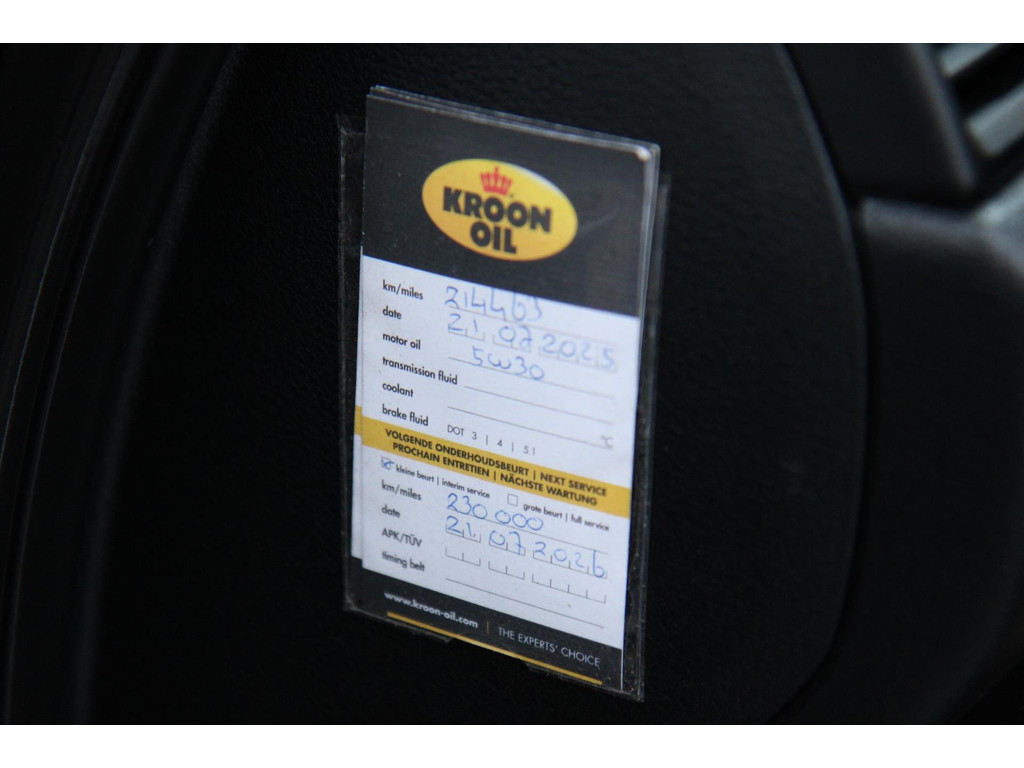 KROON
OIL
km/miles 214463
date 21 07 2025
motor oil 5W30
transmission fluid
coolant °C
brake fluid DOT 3 | 4 | 5.1
VOLGENDE ONDERHOUDSBEURT | NEXT SERVICE
PROCHAIN ENTRETIEN | NÄCHSTE WARTUNG
kleine beurt | interim service grote beurt | full service
km/miles 230 000
date 21 07 2026
APK/TÜV
timing belt
www.kroon-oil.com | THE EXPERTS' CHOICE